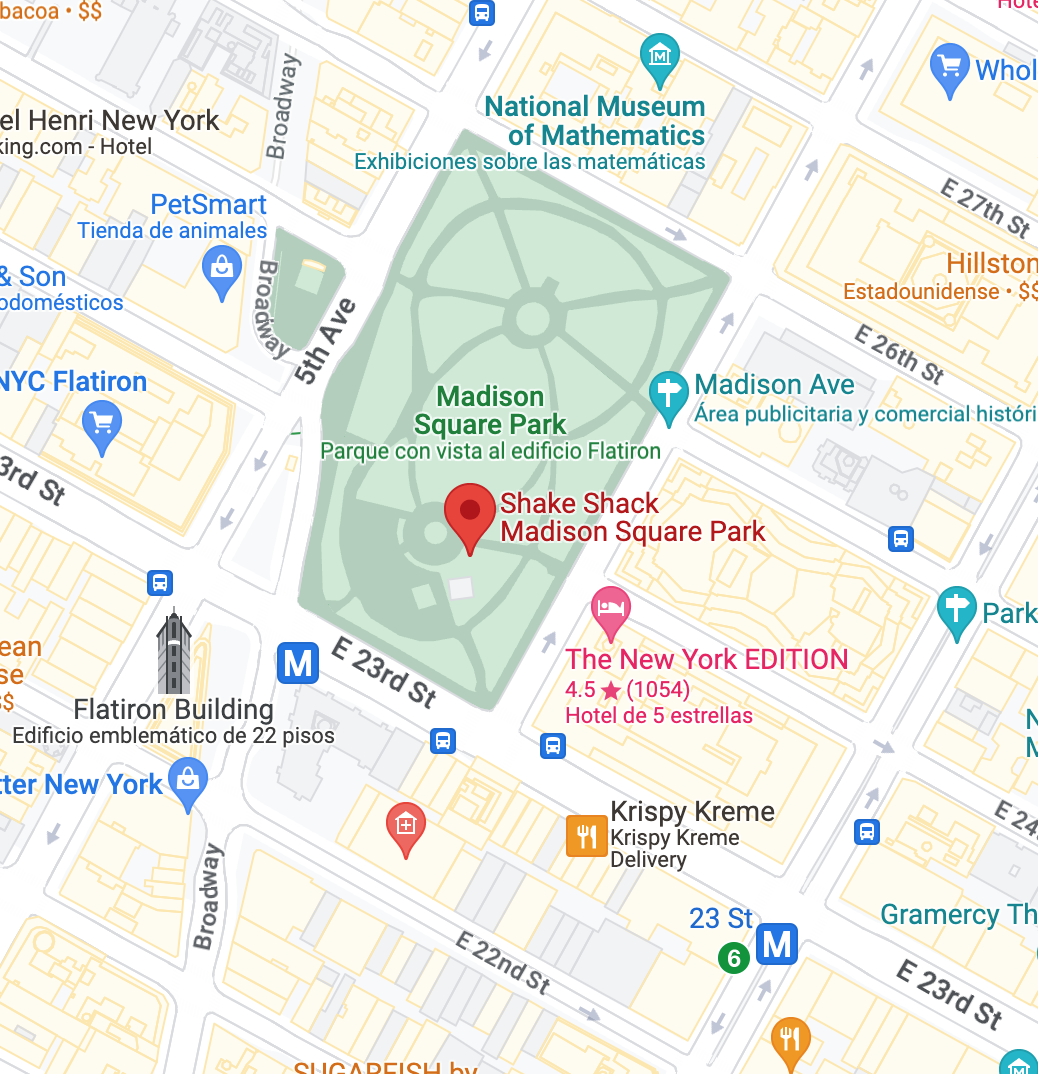 bacoa • $$
Hote
Whol
Broadway
National Museum
of Mathematics
Exhibiciones sobre las matemáticas
el Henri New York
king.com - Hotel
E 27th St
PetSmart
Tienda de animales
& Son
odomésticos
Broadway
Hillston
Estadounidense • $$
5th Ave
E 26th St
NYC Flatiron
Madison
Square Park
Parque con vista al edificio Flatiron
Madison Ave
Área publicitaria y comercial históri
3rd St
Shake Shack
Madison Square Park
Park
ean
se
$$
M
E 23rd St
The New York EDITION
4.5 ★ (1054)
Hotel de 5 estrellas
Flatiron Building
Edificio emblemático de 22 pisos
N
M
tter New York
Krispy Kreme
Krispy Kreme
Delivery
E 24
Broadway
23 St
M
6
Gramercy Th
E 22nd St
E 23rd St
SUGARFISH by